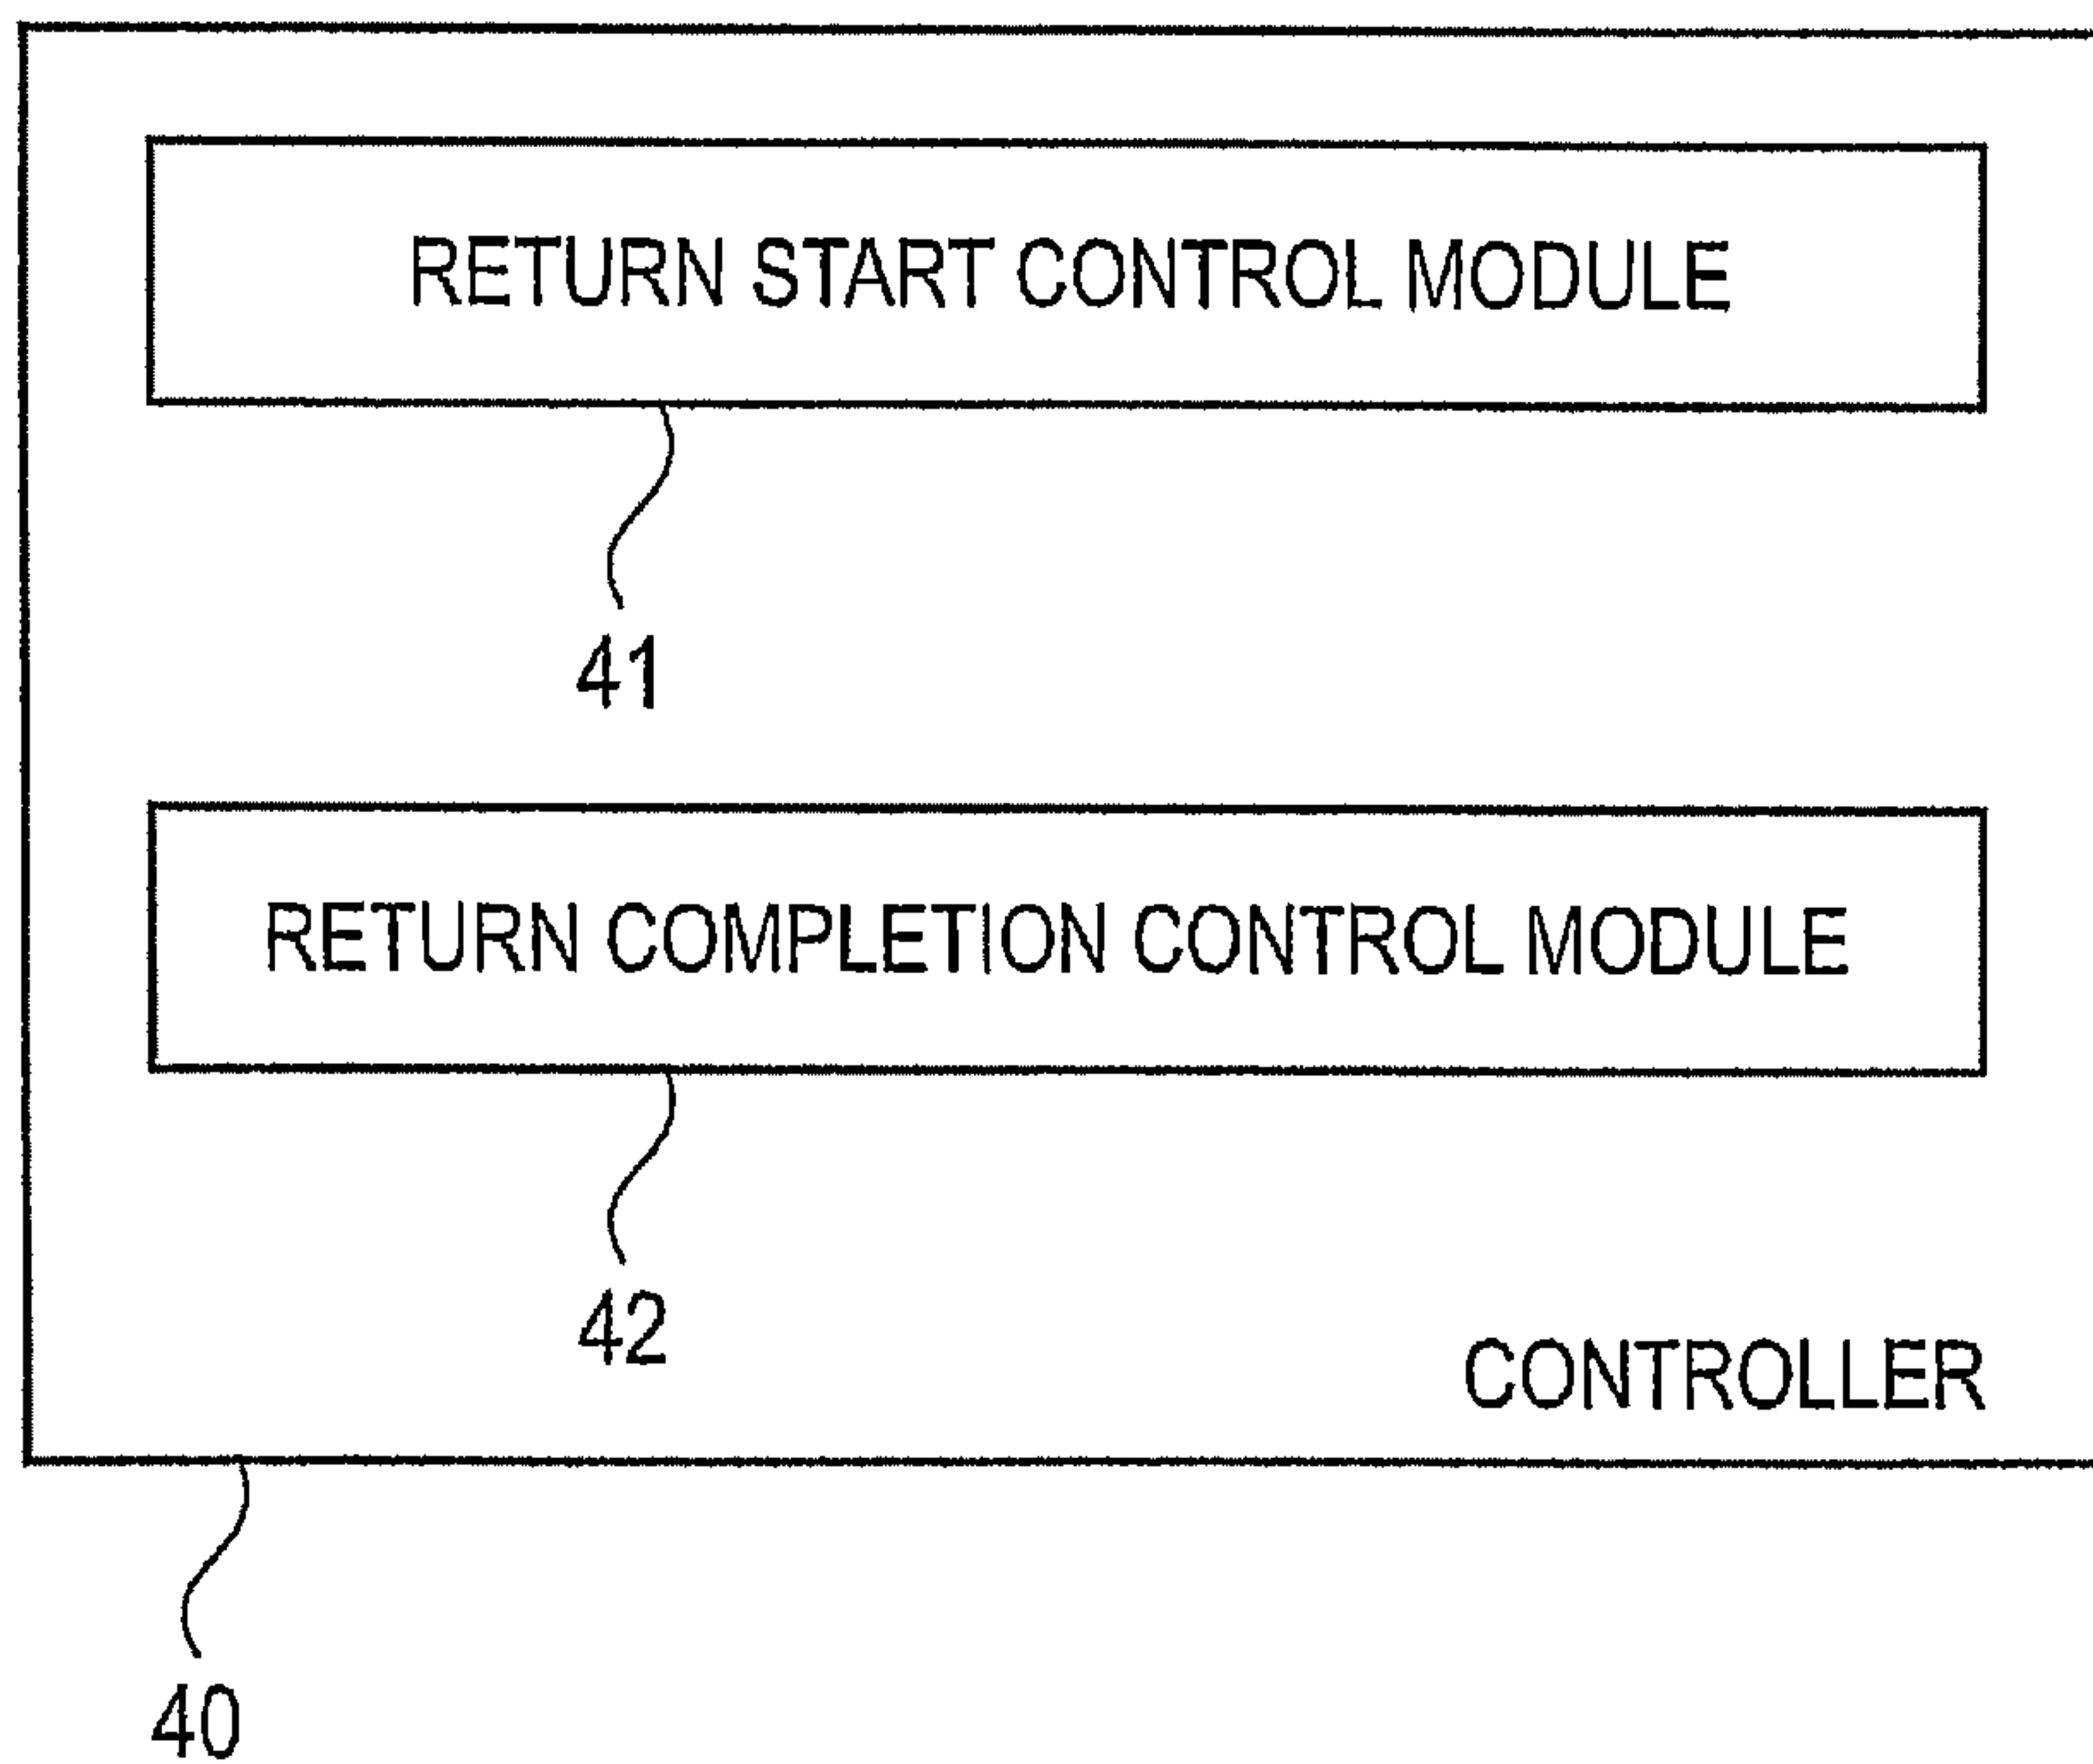 RETURN START CONTROL MODULE
41
RETURN COMPLETION CONTROL MODULE
42
CONTROLLER
40